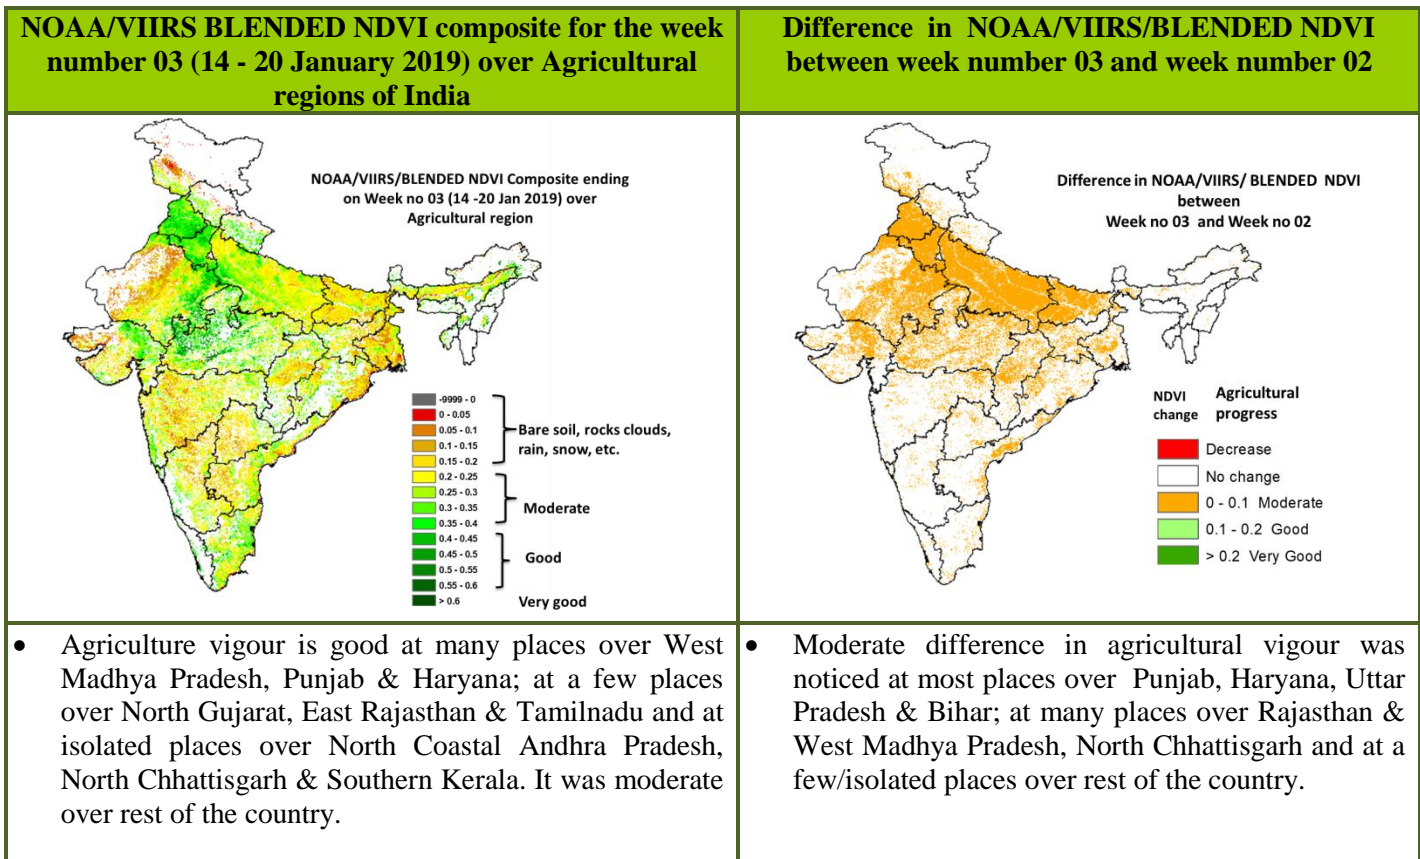 NOAA/VIIRS BLENDED NDVI composite for the week
number 03 (14 - 20 January 2019) over Agricultural
regions of India
Difference in NOAA/VIIRS/BLENDED NDVI
between week number 03 and week number 02
NOAA/VIIRS/BLENDED NDVI Composite ending
on Week no 03 (14 -20 Jan 2019) over
Agricultural region
-9999 - 0
0 - 0.05
0.05 - 0.1
0.1 - 0.15
0.15 - 0.2
0.2 - 0.25
0.25 - 0.3
0.3 - 0.35
0.35 - 0.4
0.4 - 0.45
0.45 - 0.5
0.5 - 0.55
0.55 - 0.6
> 0.6
Bare soil, rocks clouds,
rain, snow, etc.
Moderate
Good
Very good
Difference in NOAA/VIIRS/ BLENDED NDVI
between
Week no 03 and Week no 02
NDVI change
Agricultural progress
Decrease
No change
0 - 0.1 Moderate
0.1 - 0.2 Good
> 0.2 Very Good
• Agriculture vigour is good at many places over West
Madhya Pradesh, Punjab & Haryana; at a few places
over North Gujarat, East Rajasthan & Tamilnadu and at
isolated places over North Coastal Andhra Pradesh,
North Chhattisgarh & Southern Kerala. It was moderate
over rest of the country.
• Moderate difference in agricultural vigour was
noticed at most places over Punjab, Haryana, Uttar
Pradesh & Bihar; at many places over Rajasthan &
West Madhya Pradesh, North Chhattisgarh and at a
few/isolated places over rest of the country.